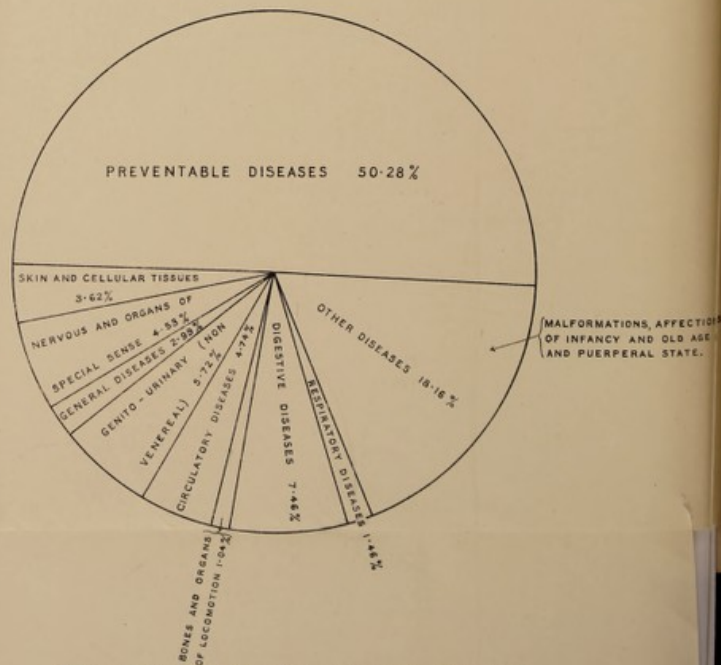 PREVENTABLE DISEASES 50·28%
SKIN AND CELLULAR TISSUES
3·62%
NERVOUS AND ORGANS OF
SPECIAL SENSE 4·53%
GENERAL DISEASES 2·99%
GENITO-URINARY (NON
VENEREAL) 5·72%
CIRCULATORY DISEASES 4·74%
BONES AND ORGANS
OF LOCOMOTION 1·04%
DIGESTIVE DISEASES 7·46%
RESPIRATORY DISEASES 1·46%
OTHER DISEASES 18·16%
MALFORMATIONS, AFFECTIONS
OF INFANCY AND OLD AGE
AND PUERPERAL STATE.